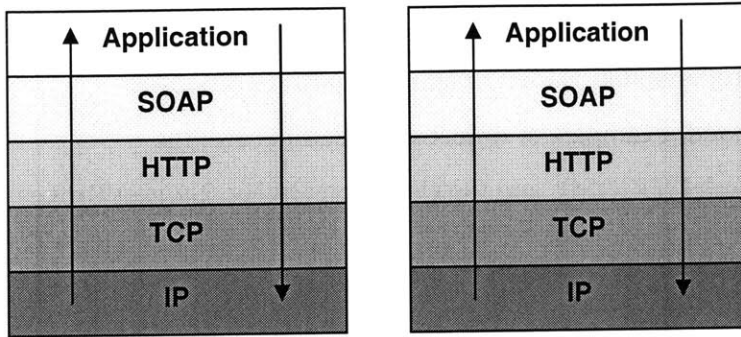 Application
SOAP
HTTP
TCP
IP
Application
SOAP
HTTP
TCP
IP